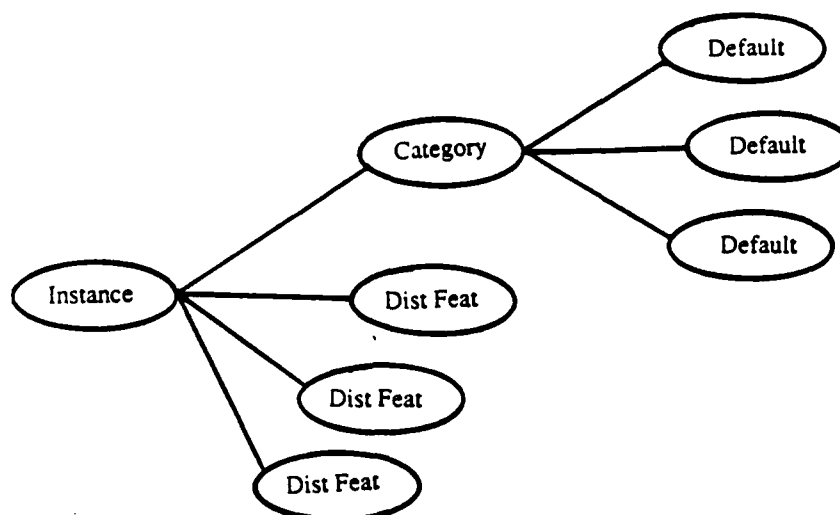 Default
Category
Default
Default
Instance
Dist Feat
Dist Feat
Dist Feat